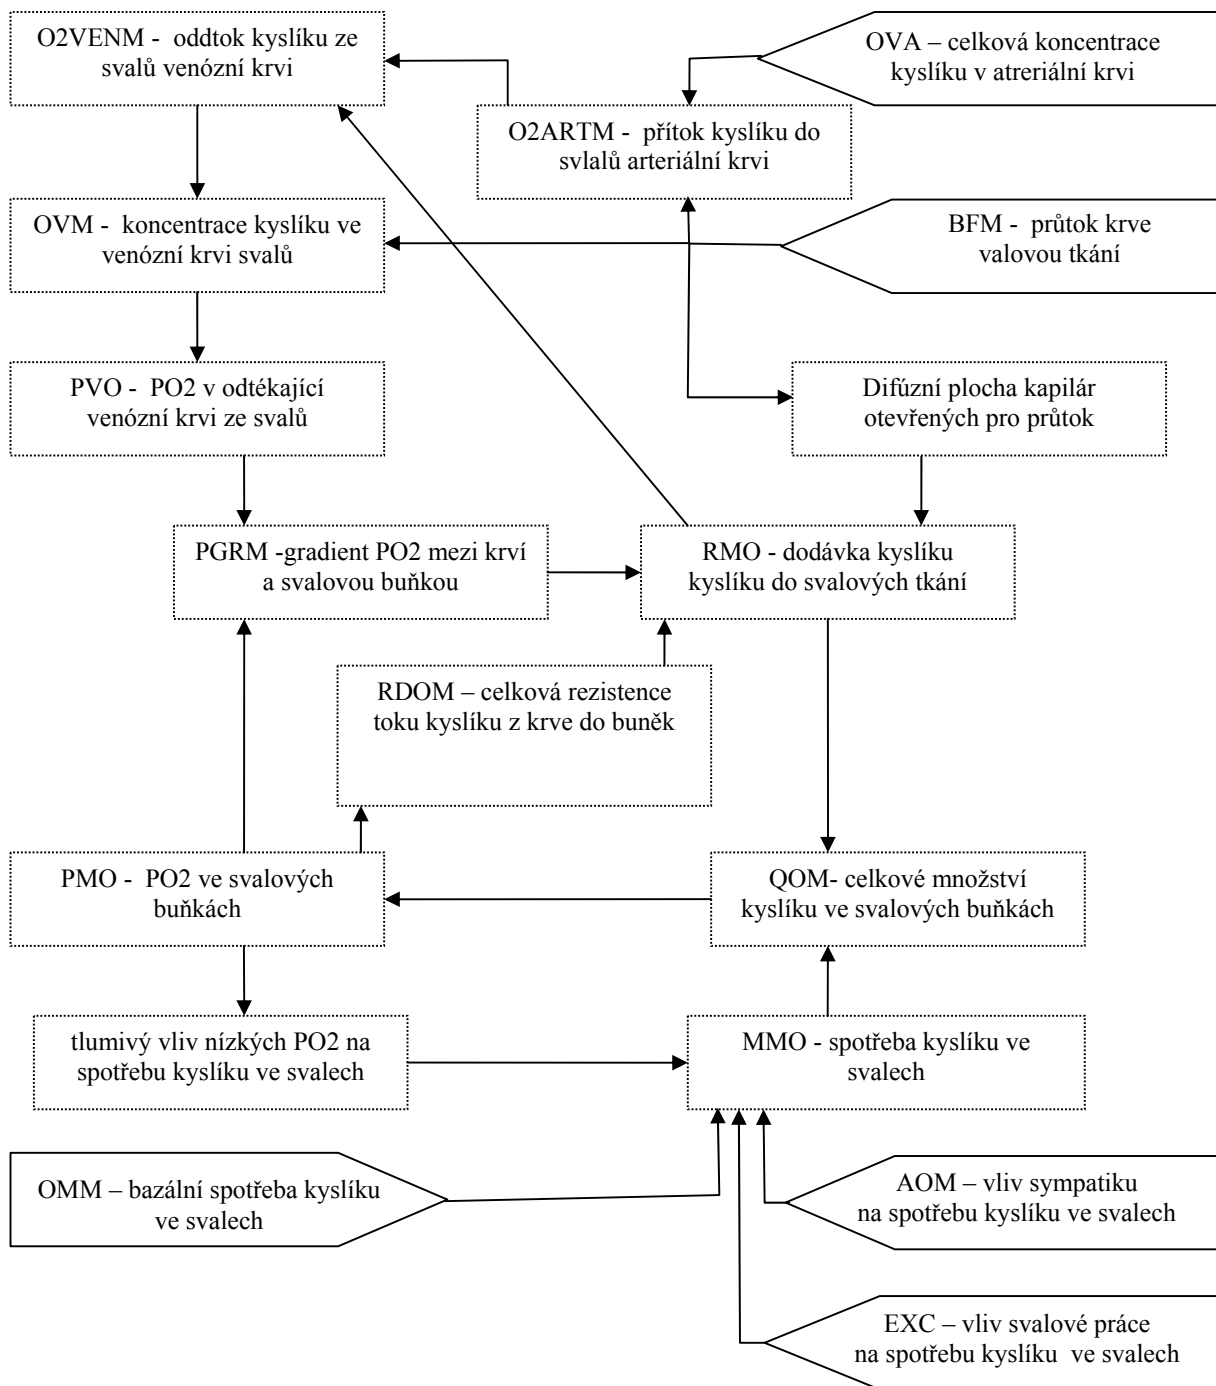 O2VENM - oddtok kyslíku ze
svalů venózní krvi
OVA – celková koncentrace
kyslíku v atreriální krvi
O2ARTM - přítok kyslíku do
svlalů arteriální krvi
OVM - koncentrace kyslíku ve
venózní krvi svalů
BFM - průtok krve
valovou tkání
PVO - PO2 v odtékající
venózní krvi ze svalů
Difúzní plocha kapilár
otevřených pro průtok
PGRM -gradient PO2 mezi krví
a svalovou buňkou
RMO - dodávka kyslíku
kyslíku do svalových tkání
RDOM – celková rezistence
toku kyslíku z krve do buněk
PMO - PO2 ve svalových
buňkách
QOM- celkové množství
kyslíku ve svalových buňkách
tlumivý vliv nízkých PO2 na
spotřebu kyslíku ve svalech
MMO - spotřeba kyslíku ve
svalech
OMM – bazální spotřeba kyslíku
ve svalech
AOM – vliv sympatiku
na spotřebu kyslíku ve svalech
EXC – vliv svalové práce
na spotřebu kyslíku ve svalech